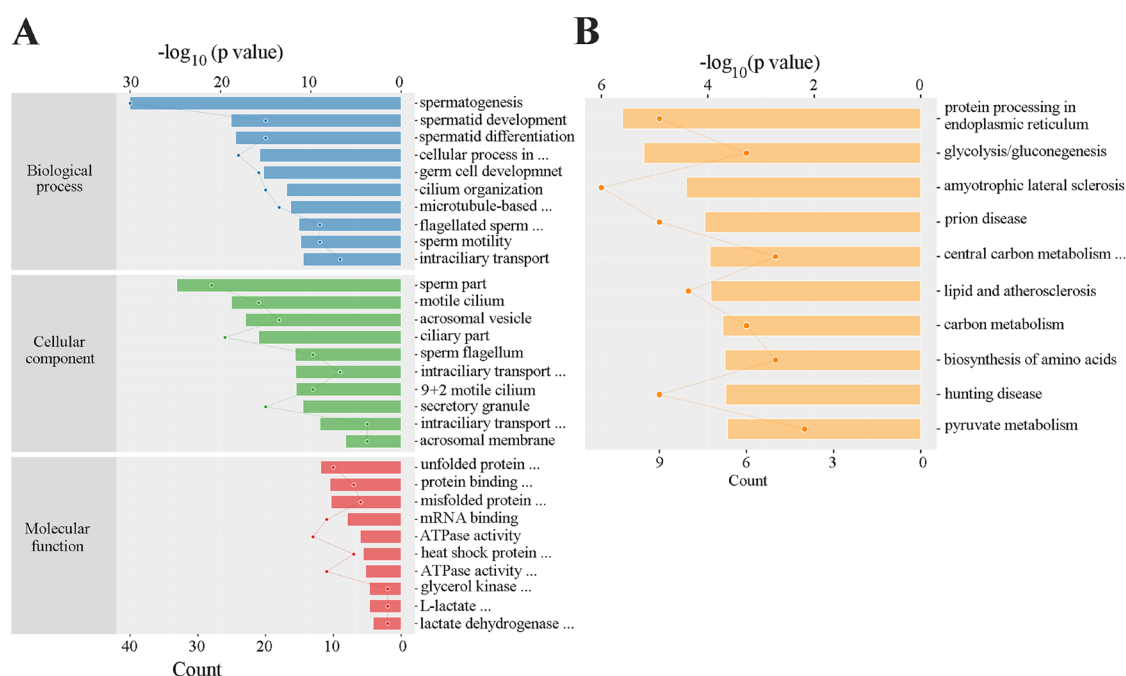 A
-log10 (p value)
30 20 10 0
Biological
process
spermatogenesis
spermatid development
spermatid differentiation
cellular process in ...
germ cell developmnet
cilium organization
microtubule-based ...
flagellated sperm ...
sperm motility
intraciliary transport
Cellular
component
sperm part
motile cilium
acrosomal vesicle
ciliary part
sperm flagellum
intraciliary transport ...
9+2 motile cilium
secretory granule
intraciliary transport ...
acrosomal membrane
Molecular
function
unfolded protein ...
protein binding ...
misfolded protein ...
mRNA binding
ATPase activity
heat shock protein ...
ATPase activity ...
glycerol kinase ...
L-lactate ...
lactate dehydrogenase ...
40 30 20 10 0
Count
B
-log10(p value)
6 4 2 0
protein processing in
endoplasmic reticulum
glycolysis/gluconegenesis
amyotrophic lateral sclerosis
prion disease
central carbon metabolism ...
lipid and atherosclerosis
carbon metabolism
biosynthesis of amino acids
hunting disease
pyruvate metabolism
9 6 3 0
Count